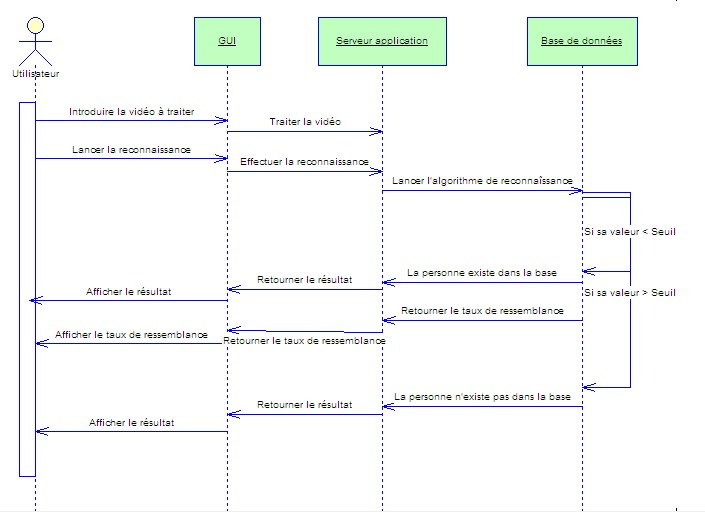 GUI
Serveur application
Base de données
Utilisateur
Introduire la vidéo à traiter
Traiter la vidéo
Lancer la reconnaissance
Effectuer la reconnaissance
Lancer l'algorithme de reconnaîssance
Si sa valeur < Seuil
La personne existe dans la base
Retourner le résultat
Afficher le résultat
Si sa valeur > Seuil
Retourner le taux de ressemblance
Afficher le taux de ressemblance
Retourner le taux de ressemblance
La personne n'existe pas dans la base
Retourner le résultat
Afficher le résultat